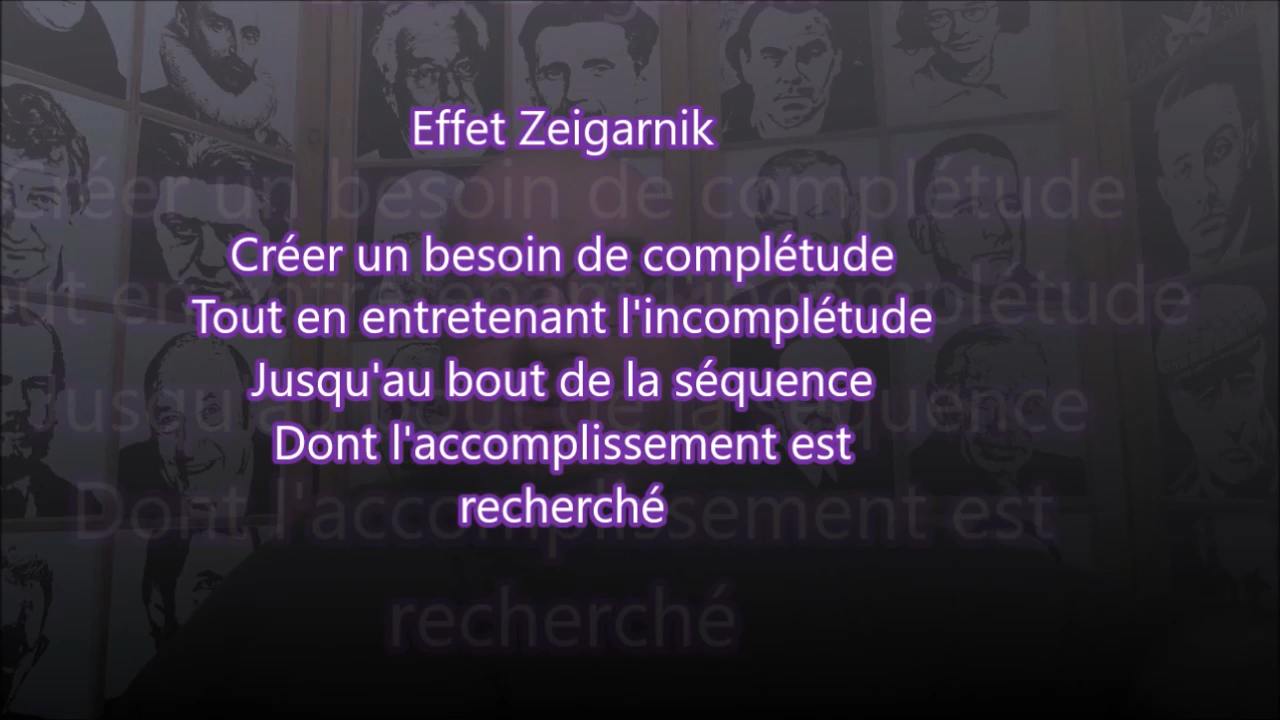 Effet Zeigarnik
Créer un besoin de complétude
Tout en entretenant l'incomplétude
Jusqu'au bout de la séquence
Dont l'accomplissement est
recherché